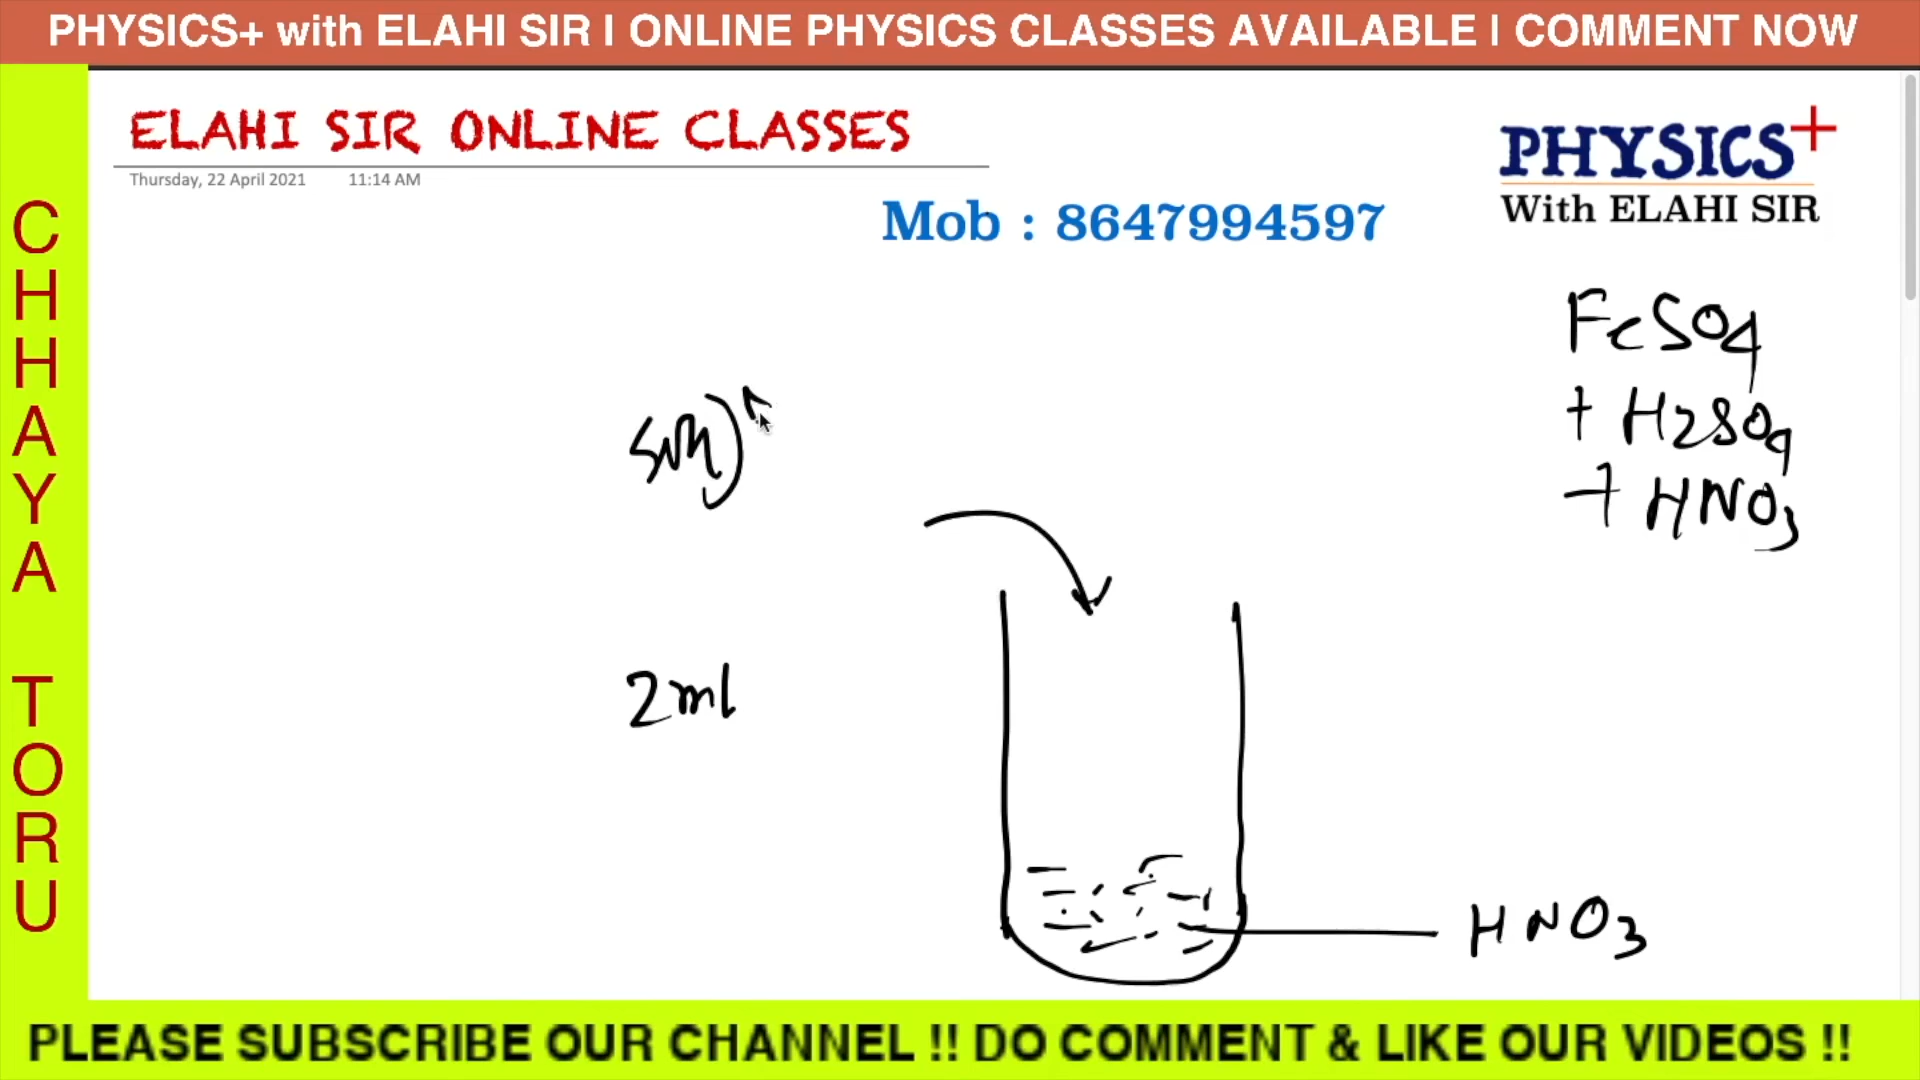 PHYSICS+ with ELAHI SIR I ONLINE PHYSICS CLASSES AVAILABLE I COMMENT NOW
ELAHI SIR ONLINE CLASSES
Thursday, 22 April 2021 11:14 AM
PHYSICS+
With ELAHI SIR
Mob : 8647994597
CHHAYA TORU
FeSO4
+ H2SO4
+ HNO3
2ml
HNO3
PLEASE SUBSCRIBE OUR CHANNEL !! DO COMMENT & LIKE OUR VIDEOS !!